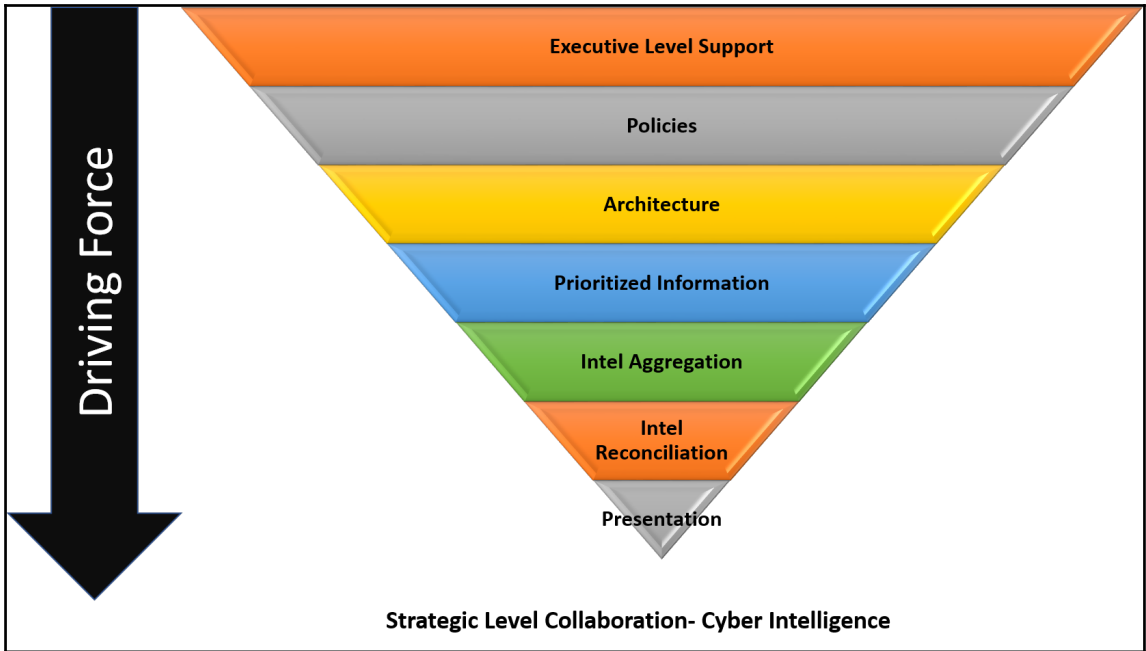 Driving Force
Executive Level Support
Policies
Architecture
Prioritized Information
Intel Aggregation
Intel
Reconciliation
Presentation
Strategic Level Collaboration- Cyber Intelligence